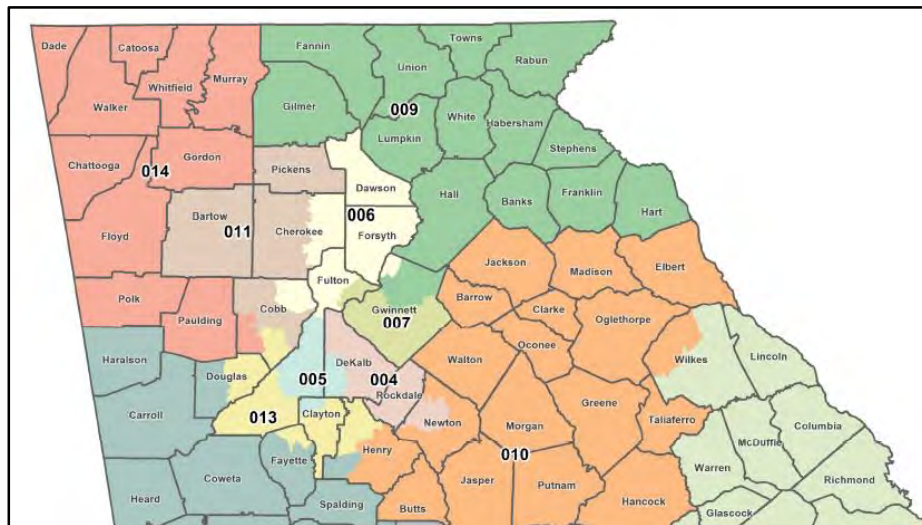 Dade
Catoosa
Fannin
Towns
Rabun
Union
Murray
Whitfield
Walker
Gilmer
009
White
Habersham
Lumpkin
Stephens
Chattooga
Gordon
014
Pickens
Dawson
Hall
Banks
Franklin
Hart
Bartow
006
011
Cherokee
Forsyth
Floyd
Jackson
Madison
Elbert
Fulton
Polk
Cobb
Gwinnett
Barrow
Clarke
007
Paulding
Oglethorpe
Oconee
Haralson
DeKalb
Walton
Wilkes
Lincoln
Douglas
005
004
Rockdale
Greene
Carroll
013
Clayton
Newton
Morgan
Taliaferro
Columbia
McDuffie
Henry
010
Fayette
Warren
Coweta
Richmond
Heard
Spalding
Butts
Jasper
Putnam
Hancock
Glascock